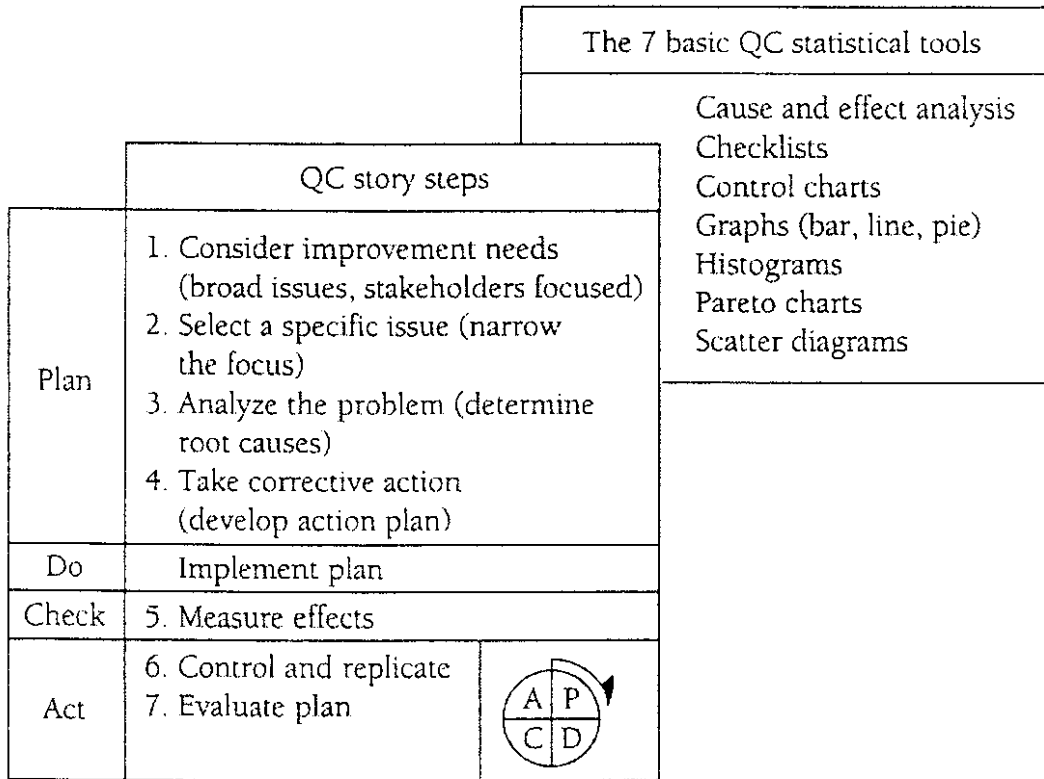 The 7 basic QC statistical tools
Cause and effect analysis
Checklists
Control charts
Graphs (bar, line, pie)
Histograms
Pareto charts
Scatter diagrams
QC story steps
Plan
1. Consider improvement needs
(broad issues, stakeholders focused)
2. Select a specific issue (narrow
the focus)
3. Analyze the problem (determine
root causes)
4. Take corrective action
(develop action plan)
Do
Implement plan
Check
5. Measure effects
Act
6. Control and replicate
7. Evaluate plan
A P
C D